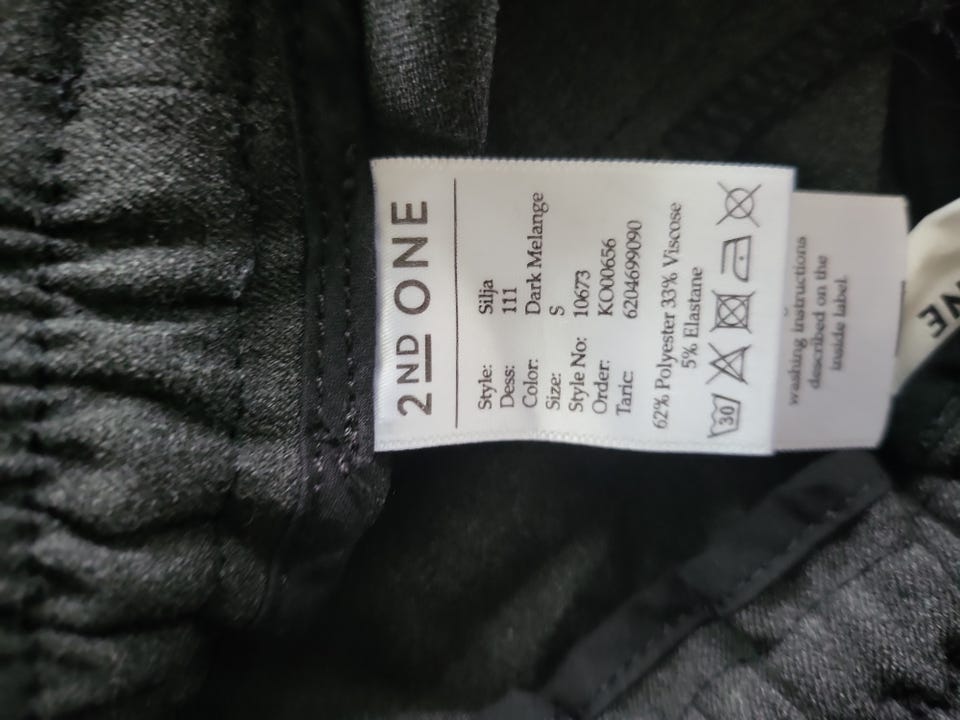 2ND ONE
Style: Silja
Dess: 111
Color: Dark Melange
Size: S
Style No: 10673
Order: KO00656
Taric: 6204699090
62% Polyester 33% Viscose
5% Elastane
30
washing instructions
described on the
inside label.
NE